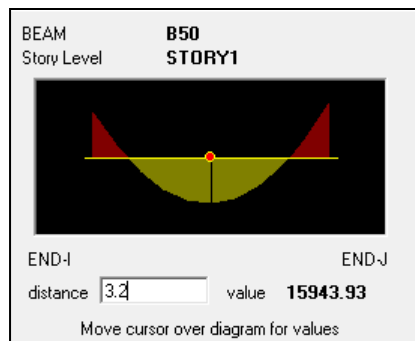 BEAM B50
Story Level STORY1
END-I END-J
distance 3.2 value 15943.93
Move cursor over diagram for values